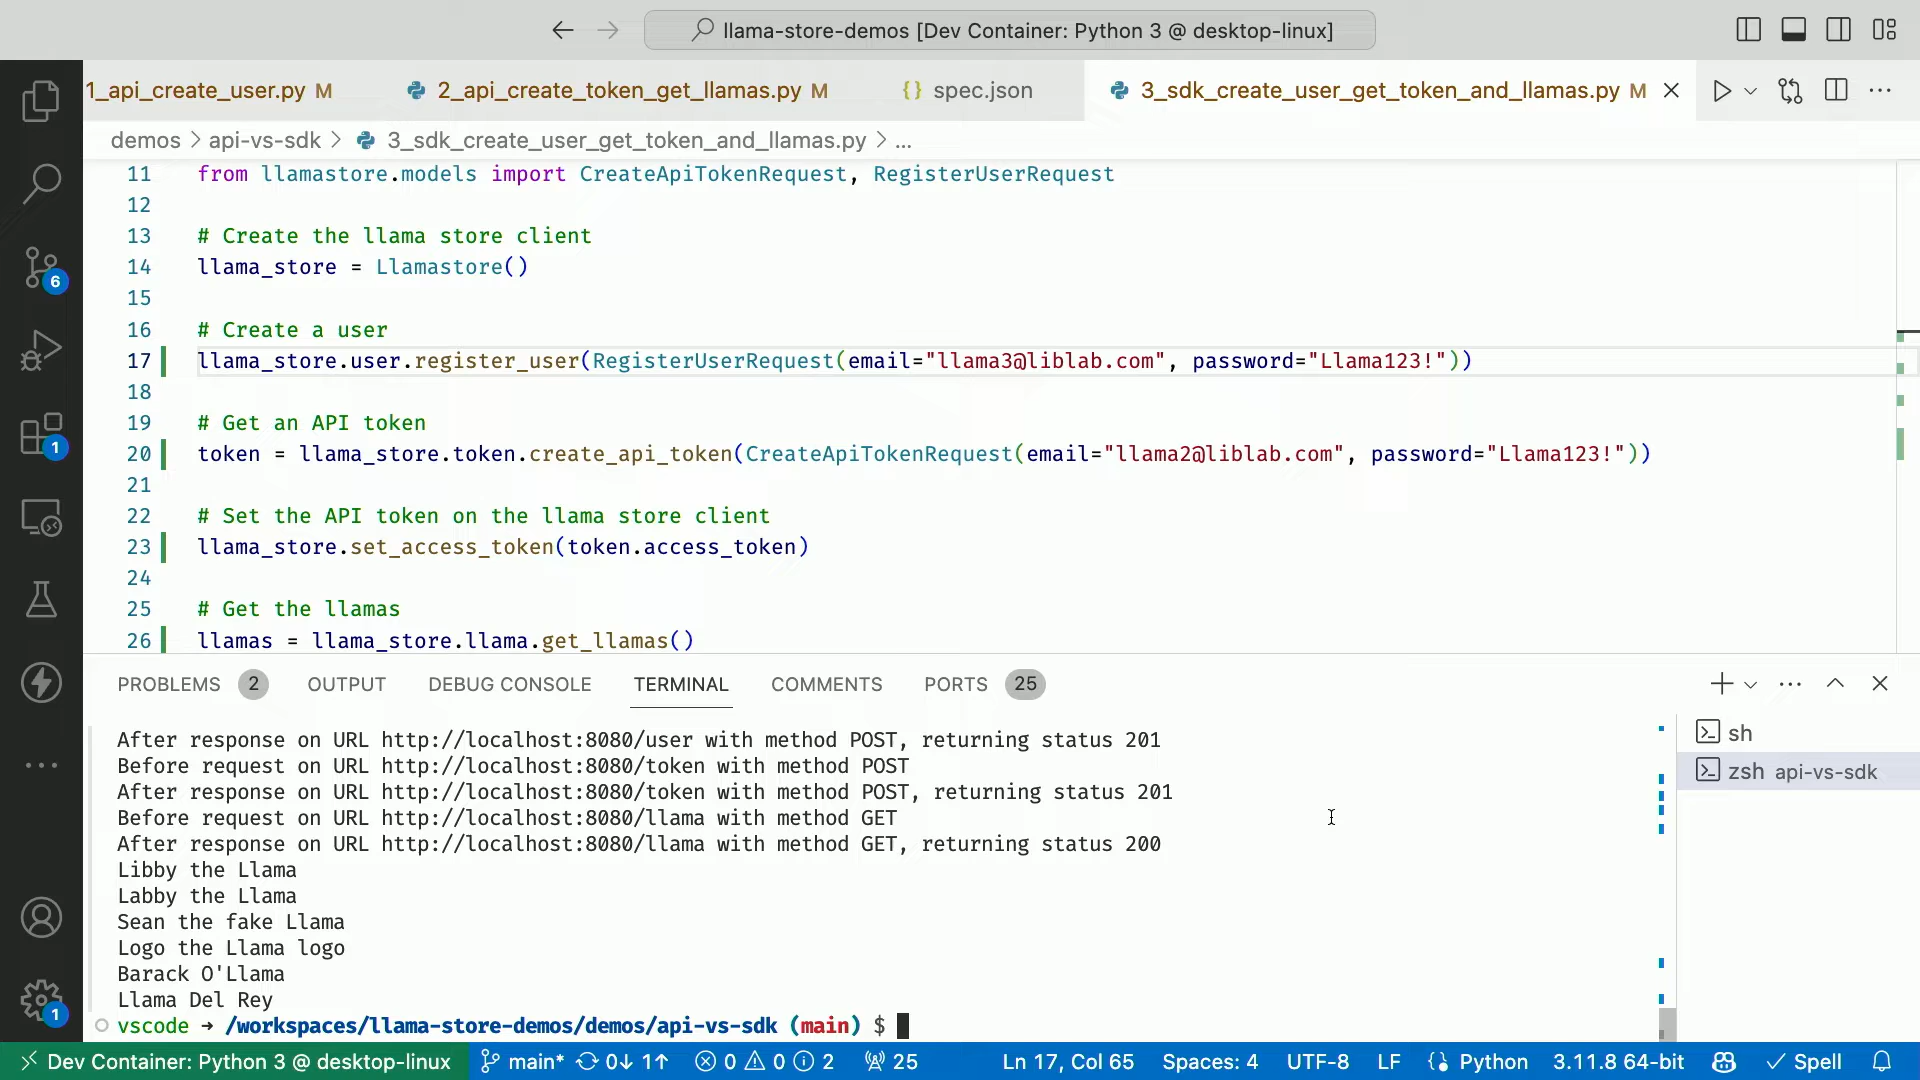 llama-store-demos [Dev Container: Python 3 @ desktop-linux]
1_api_create_user.py M
2_api_create_token_get_llamas.py M
{} spec.json
3_sdk_create_user_get_token_and_llamas.py M
demos > api-vs-sdk > 3_sdk_create_user_get_token_and_llamas.py > ...
11 from llamastore.models import CreateApiTokenRequest, RegisterUserRequest
12
13 # Create the llama store client
14 llama_store = Llamastore()
15
16 # Create a user
17 llama_store.user.register_user(RegisterUserRequest(email="llama3@liblab.com", password="Llama123!"))
18
19 # Get an API token
20 token = llama_store.token.create_api_token(CreateApiTokenRequest(email="llama2@liblab.com", password="Llama123!"))
21
22 # Set the API token on the llama store client
23 llama_store.set_access_token(token.access_token)
24
25 # Get the llamas
26 llamas = llama_store.llama.get_llamas()
6
1
1
PROBLEMS 2 OUTPUT DEBUG CONSOLE TERMINAL COMMENTS PORTS 25
After response on URL http://localhost:8080/user with method POST, returning status 201
Before request on URL http://localhost:8080/token with method POST
After response on URL http://localhost:8080/token with method POST, returning status 201
Before request on URL http://localhost:8080/llama with method GET
After response on URL http://localhost:8080/llama with method GET, returning status 200
Libby the Llama
Labby the Llama
Sean the fake Llama
Logo the Llama logo
Barack O'Llama
Llama Del Rey
vscode → /workspaces/llama-store-demos/demos/api-vs-sdk (main) $
sh
zsh api-vs-sdk
Dev Container: Python 3 @ desktop-linux main* 0↓ 1↑ 0 0 2 25 Ln 17, Col 65 Spaces: 4 UTF-8 LF {} Python 3.11.8 64-bit Spell